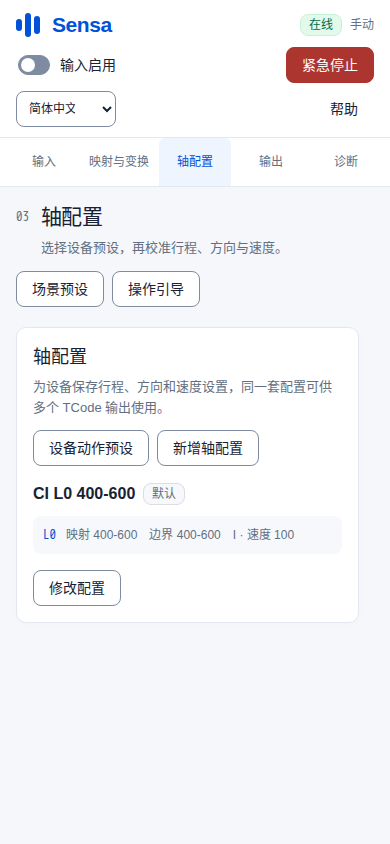 Sensa
在线 手动
输入启用
紧急停止
简体中文
帮助
输入 映射与变换 轴配置 输出 诊断
03 轴配置
选择设备预设，再校准行程、方向与速度。
场景预设 操作引导
轴配置
为设备保存行程、方向和速度设置，同一套配置可供
多个 TCode 输出使用。
设备动作预设 新增轴配置
CI L0 400-600 默认
L0 映射 400-600 边界 400-600 I · 速度 100
修改配置